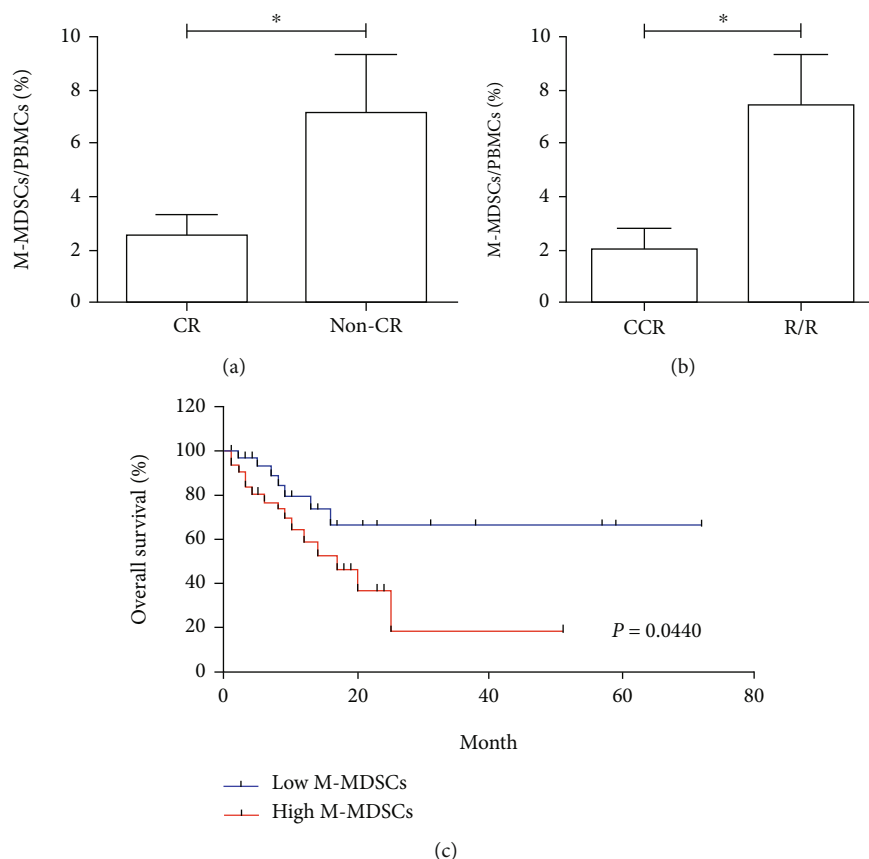 *
10
8
6
4
2
0
M-MDSCs/PBMCs (%)
CR
Non-CR
(a)
*
10
8
6
4
2
0
M-MDSCs/PBMCs (%)
CCR
R/R
(b)
120
100
80
60
40
20
0
Overall survival (%)
P = 0.0440
0
20
40
60
80
Month
Low M-MDSCs
High M-MDSCs
(c)